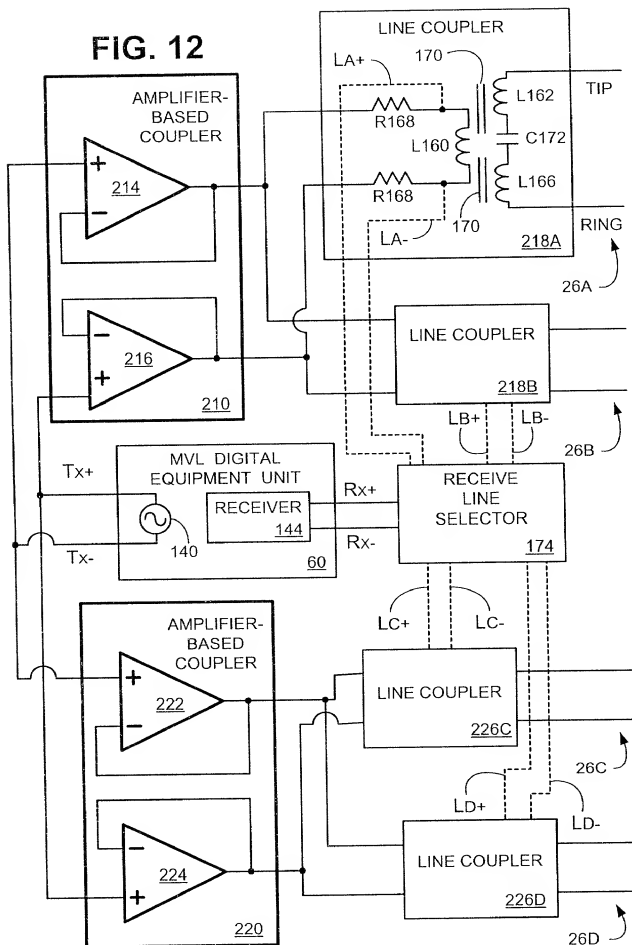 FIG. 12
LINE COUPLER
LA+
170
L162
TIP
R168
L160
C172
R168
L166
LA-
170
RING
218A
26A
AMPLIFIER-
BASED
COUPLER
+
214
−
−
216
+
210
LINE COUPLER
218B
LB+
LB-
26B
TX+
TX-
MVL DIGITAL
EQUIPMENT UNIT
140
RECEIVER
144
60
RX+
RX-
RECEIVE
LINE
SELECTOR
174
AMPLIFIER-
BASED
COUPLER
+
222
−
−
224
+
220
LC+
LC-
LINE COUPLER
226C
26C
LD+
LD-
LINE COUPLER
226D
26D